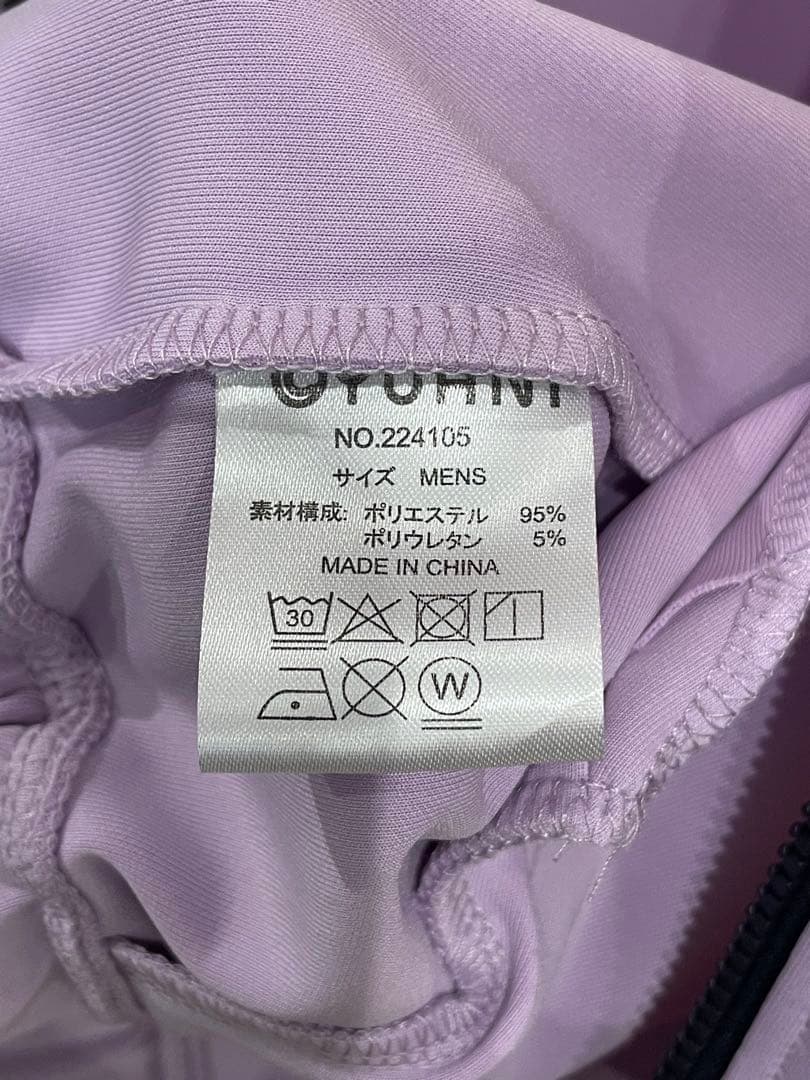 NO.224105
サイズ MENS
素材構成: ポリエステル 95%
ポリウレタン 5%
MADE IN CHINA
30
W